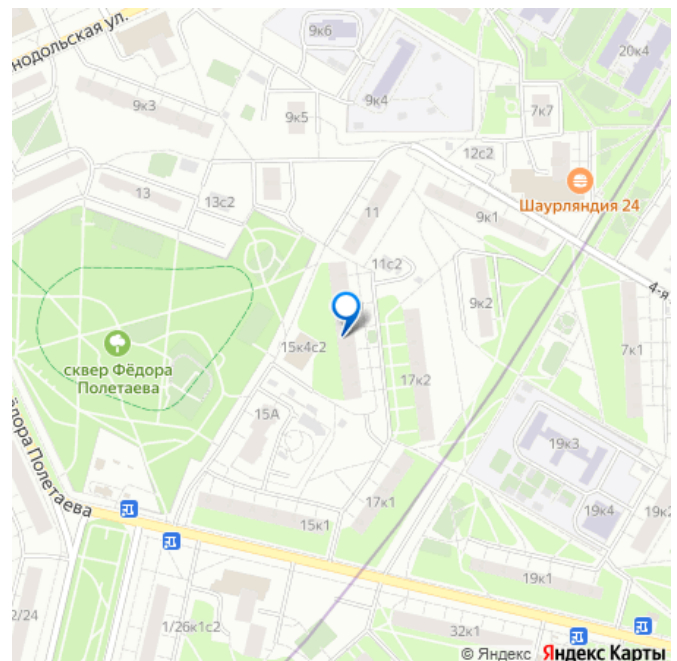 нодольская ул.
9к6
20к4
9к3
9к4
9к5
7к7
12с2
13
13с2
11
Шаурляндия 24
9к1
11с2
4-я
9к2
15к4с2
7к1
сквер Фёдора
Полетаева
17к2
15А
ёдора Полетаева
19к3
17к1
15к1
19к4
19к2
19к1
2/24
1/26к1с2
32к1
© Яндекс Яндекс Карты